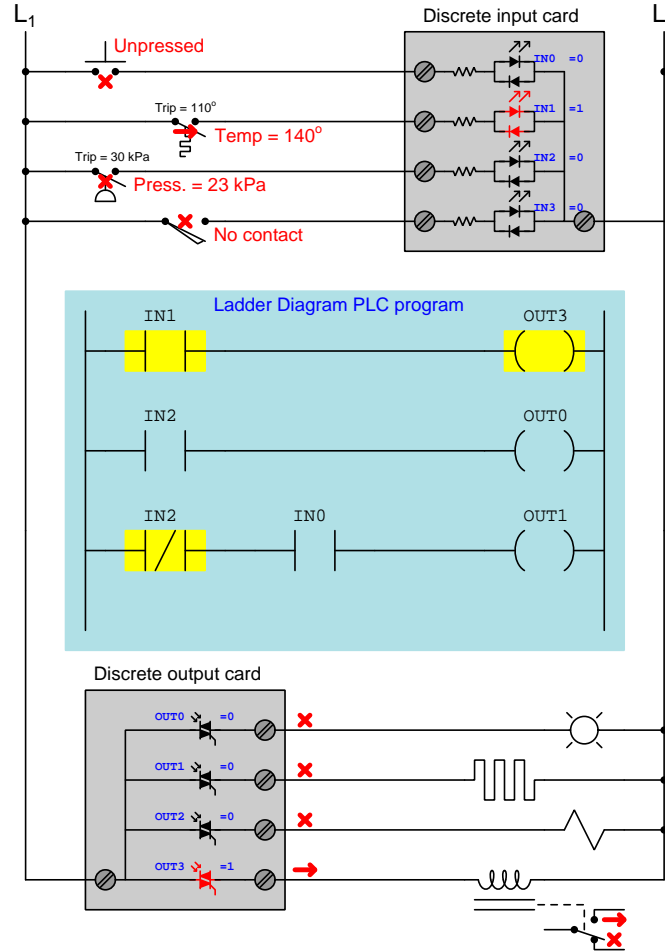 L1
Discrete input card
L
Unpressed
IN0 =0
Trip = 110°
IN1 =1
Temp = 140°
Trip = 30 kPa
IN2 =0
Press. = 23 kPa
IN3 =0
No contact
Ladder Diagram PLC program
IN1 OUT3
IN2 OUT0
IN2 IN0 OUT1
Discrete output card
OUT0 =0
OUT1 =0
OUT2 =0
OUT3 =1